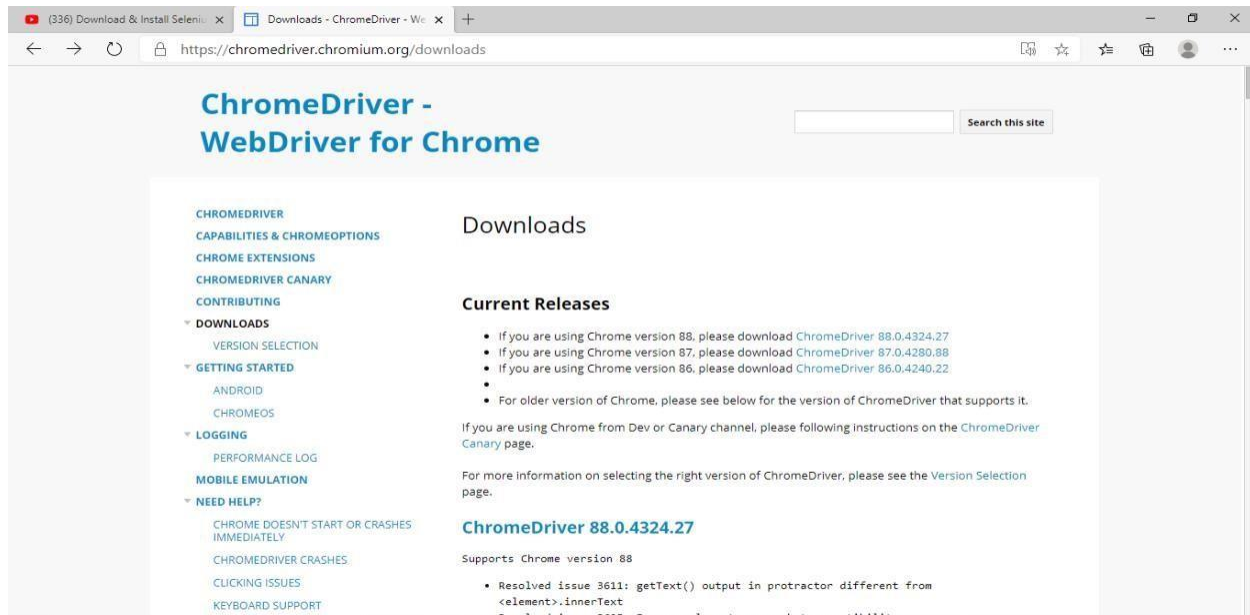 (336) Download & Install Seleni
Downloads - ChromeDriver - We
https://chromedriver.chromium.org/downloads
ChromeDriver -
WebDriver for Chrome
Search this site
CHROMEDRIVER
CAPABILITIES & CHROMEOPTIONS
CHROME EXTENSIONS
CHROMEDRIVER CANARY
CONTRIBUTING
DOWNLOADS
VERSION SELECTION
GETTING STARTED
ANDROID
CHROMEOS
LOGGING
PERFORMANCE LOG
MOBILE EMULATION
NEED HELP?
CHROME DOESN'T START OR CRASHES
IMMEDIATELY
CHROMEDRIVER CRASHES
CLICKING ISSUES
KEYBOARD SUPPORT
Downloads
Current Releases
If you are using Chrome version 88, please download ChromeDriver 88.0.4324.27
If you are using Chrome version 87, please download ChromeDriver 87.0.4280.88
If you are using Chrome version 86, please download ChromeDriver 86.0.4240.22
For older version of Chrome, please see below for the version of ChromeDriver that supports it.
If you are using Chrome from Dev or Canary channel, please following instructions on the ChromeDriver
Canary page.
For more information on selecting the right version of ChromeDriver, please see the Version Selection
page.
ChromeDriver 88.0.4324.27
Supports Chrome version 88
Resolved issue 3611: getText() output in protractor different from
<element>.innerText